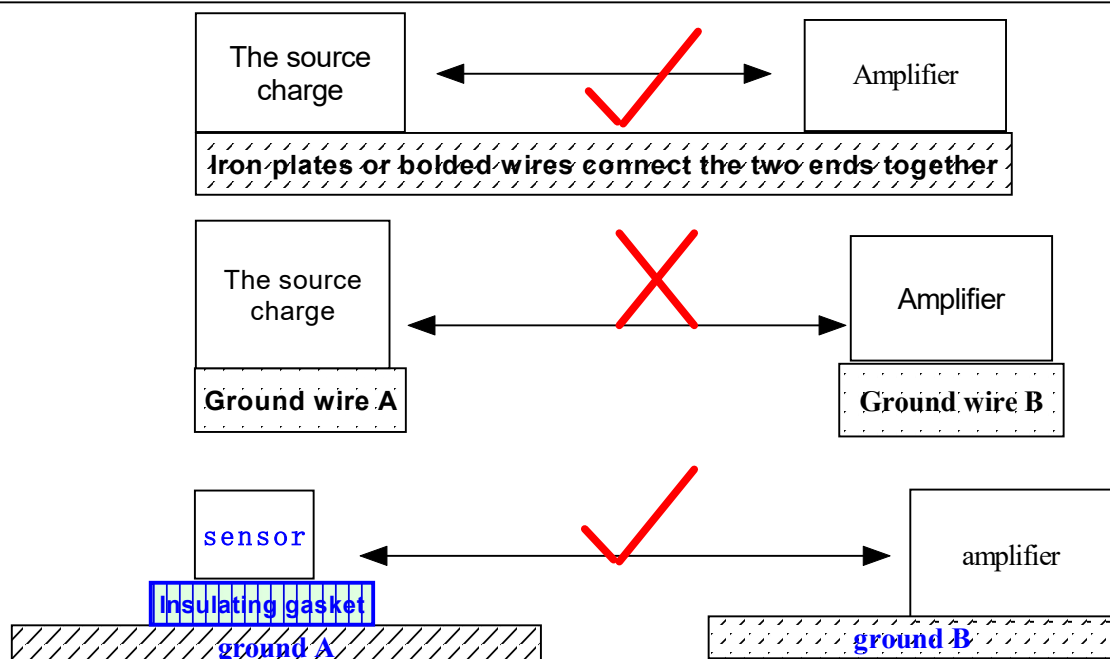 The source
charge
Amplifier
Iron plates or bolded wires connect the two ends together
The source
charge
Amplifier
Ground wire A
Ground wire B
sensor
amplifier
Insulating gasket
ground A
ground B